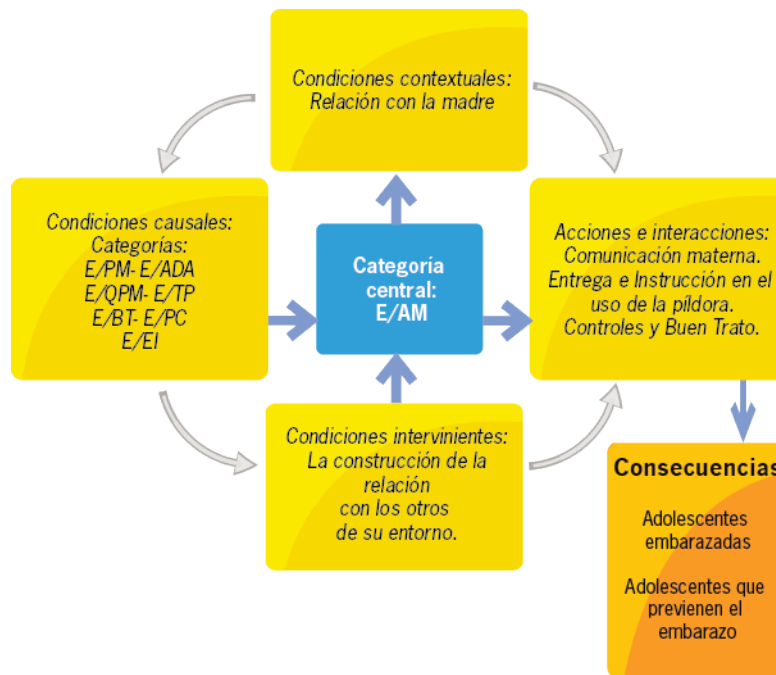 Condiciones contextuales:
Relación con la madre
Condiciones causales:
Categorías:
E/PM- E/ADA
E/QPM- E/TP
E/BT- E/PC
E/EI
Categoría
central:
E/AM
Acciones e interacciones:
Comunicación materna.
Entrega e Instrucción en el
uso de la píldora.
Controles y Buen Trato.
Condiciones intervinientes:
La construcción de la
relación
con los otros
de su entorno.
Consecuencias
Adolescentes
embarazadas
Adolescentes que
previenen el
embarazo